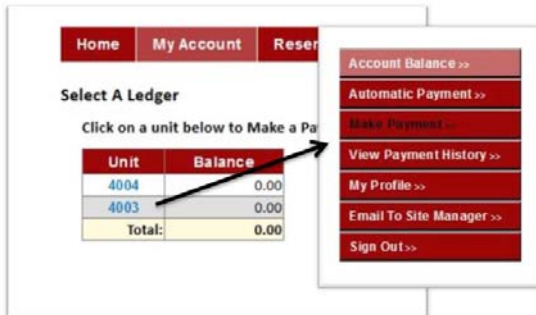 Home My Account Reser
Select A Ledger
Click on a unit below to Make a Pa
Unit Balance
4004 0.00
4003 0.00
Total: 0.00
Account Balance >>
Automatic Payment >>
Make Payment >>
View Payment History >>
My Profile >>
Email To Site Manager >>
Sign Out >>